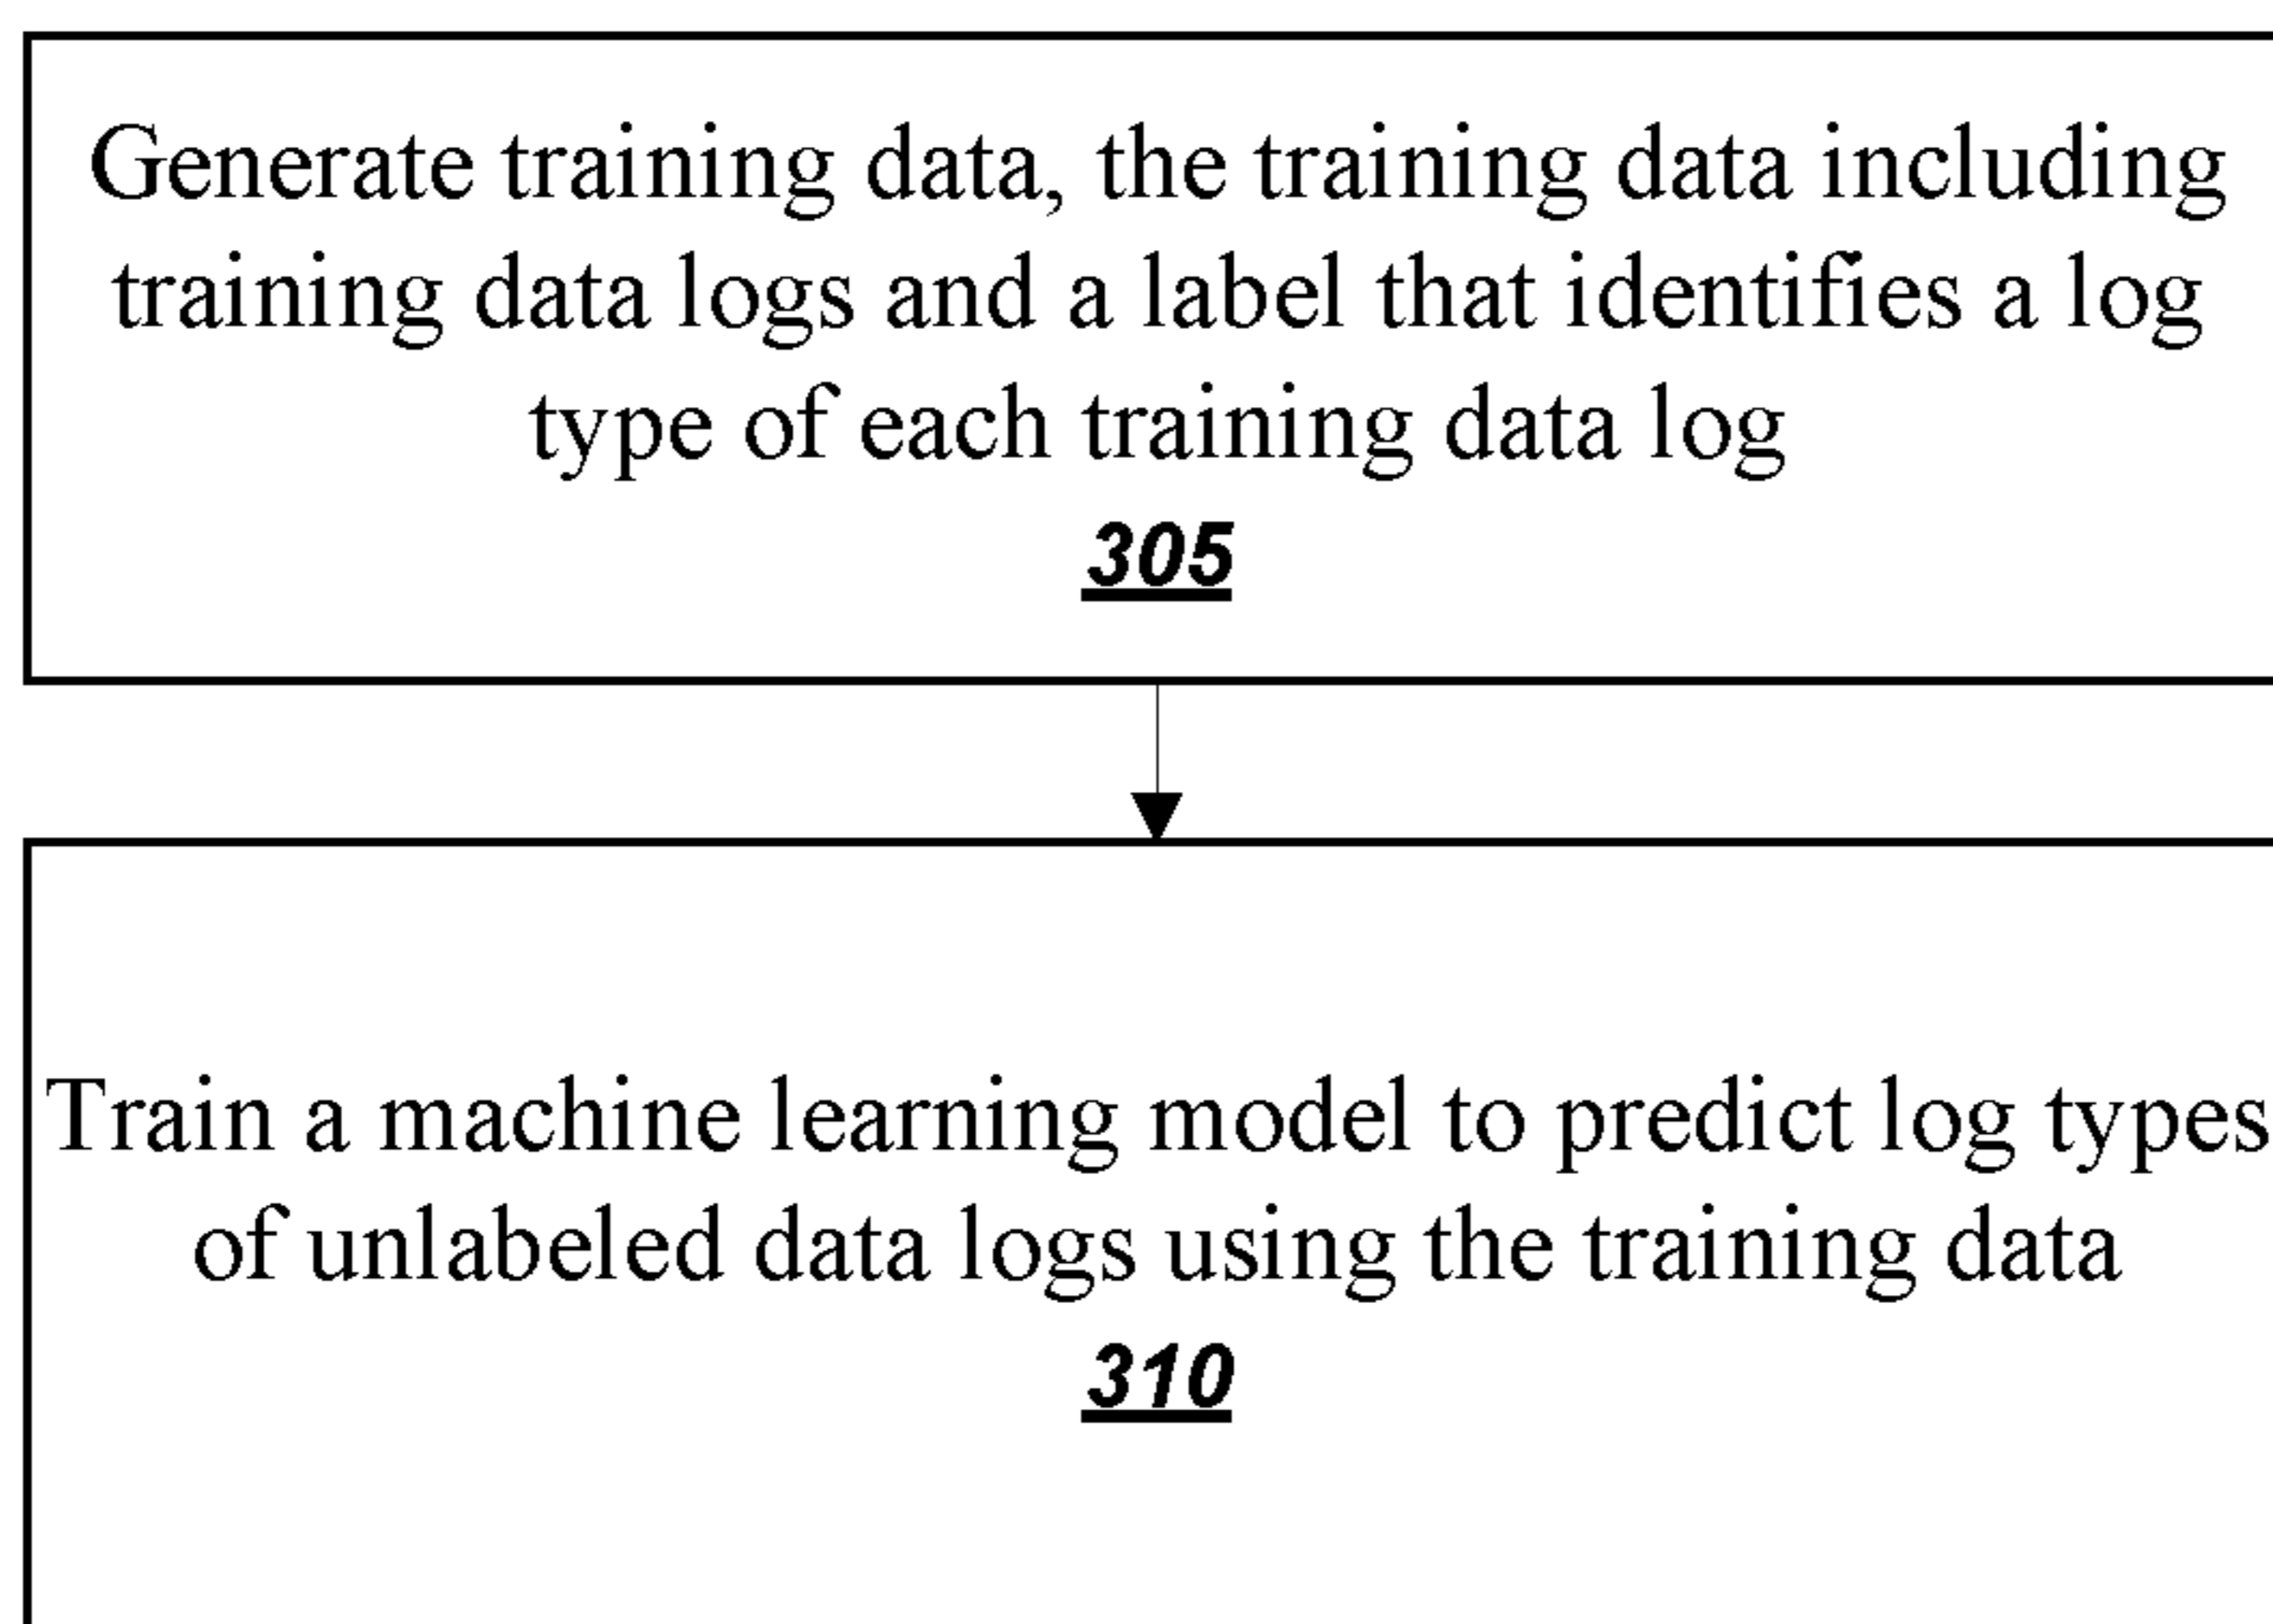 Generate training data, the training data including
training data logs and a label that identifies a log
type of each training data log
305
Train a machine learning model to predict log types
of unlabeled data logs using the training data
310